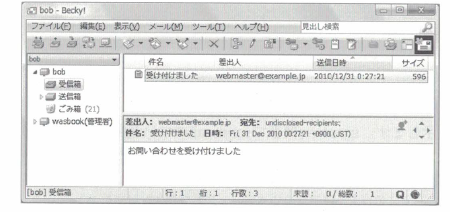 bob - Becky!
ファイル(F) 編集(E) 表示(V) メール(M) ツール(T) ヘルプ(H) 見出し検索
bob 件名 差出人 送信日時 サイズ
受け付けました webmaster@example.jp 2010/12/31 0:27:21 596
bob
受信箱
送信箱
ごみ箱 (21)
wasbook(管理者)
差出人: webmaster@example.jp 宛先: undisclosed-recipients:
件名: 受け付けました 日時: Fri, 31 Dec 2010 00:27:21 +0900 (JST)
お問い合わせを受け付けました
[bob] 受信箱 行: 1 桁: 1 行数: 3 未読: 0/総数: 1